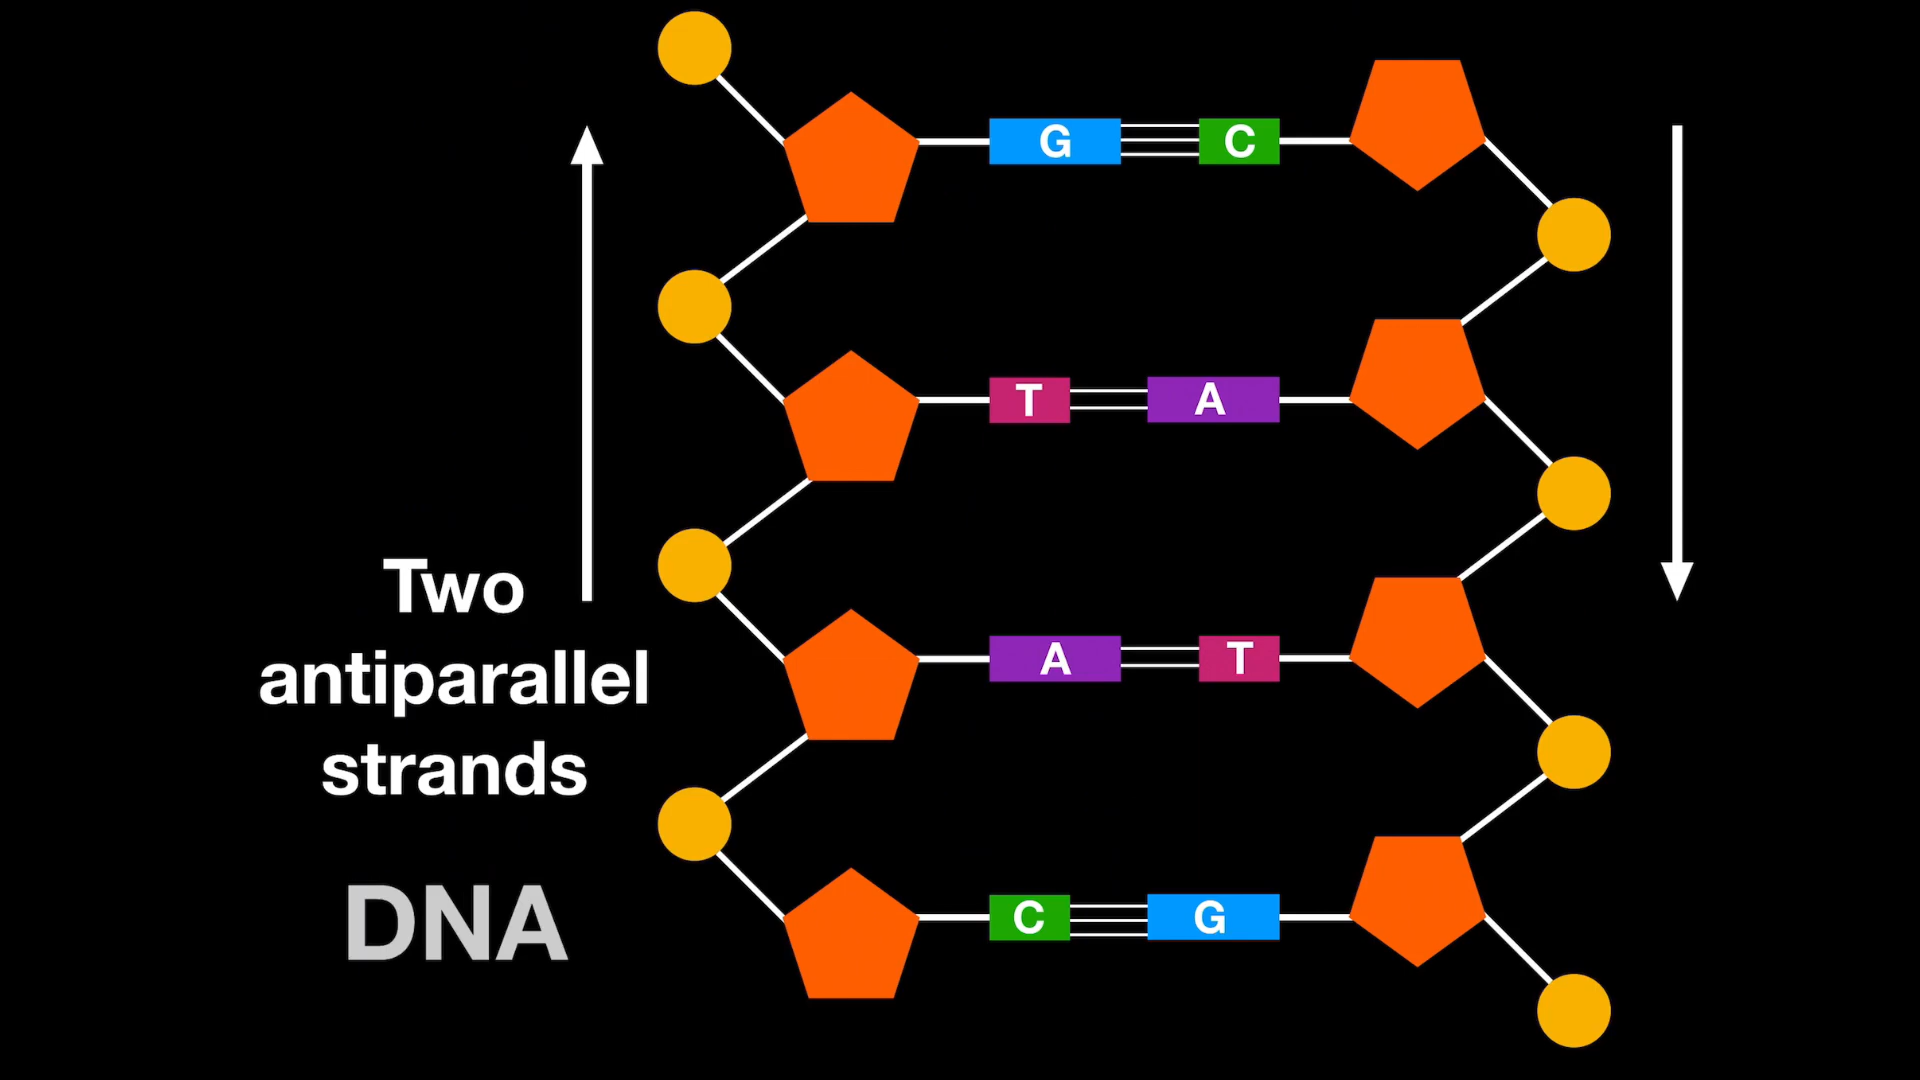 G C
T A
Two
antiparallel
strands
A T
DNA
C G